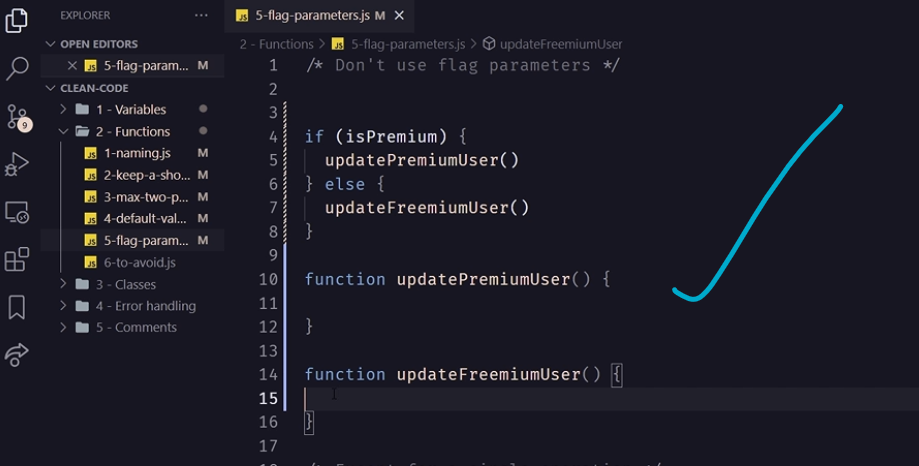 EXPLORER ...
5-flag-parameters.js M
OPEN EDITORS
2 - Functions > 5-flag-parameters.js > updateFreemiumUser
JS 5-flag-param... M
CLEAN-CODE
1 - Variables
2 - Functions
JS 1-naming.js M
JS 2-keep-a-sho... M
JS 3-max-two-p... M
JS 4-default-val... M
JS 5-flag-param... M
JS 6-to-avoid.js
3 - Classes
4 - Error handling
5 - Comments
9
1 /* Don't use flag parameters */
2
3
4 if (isPremium) {
5 updatePremiumUser()
6 } else {
7 updateFreemiumUser()
8 }
9
10 function updatePremiumUser() {
11
12 }
13
14 function updateFreemiumUser() {
15
16 }
17